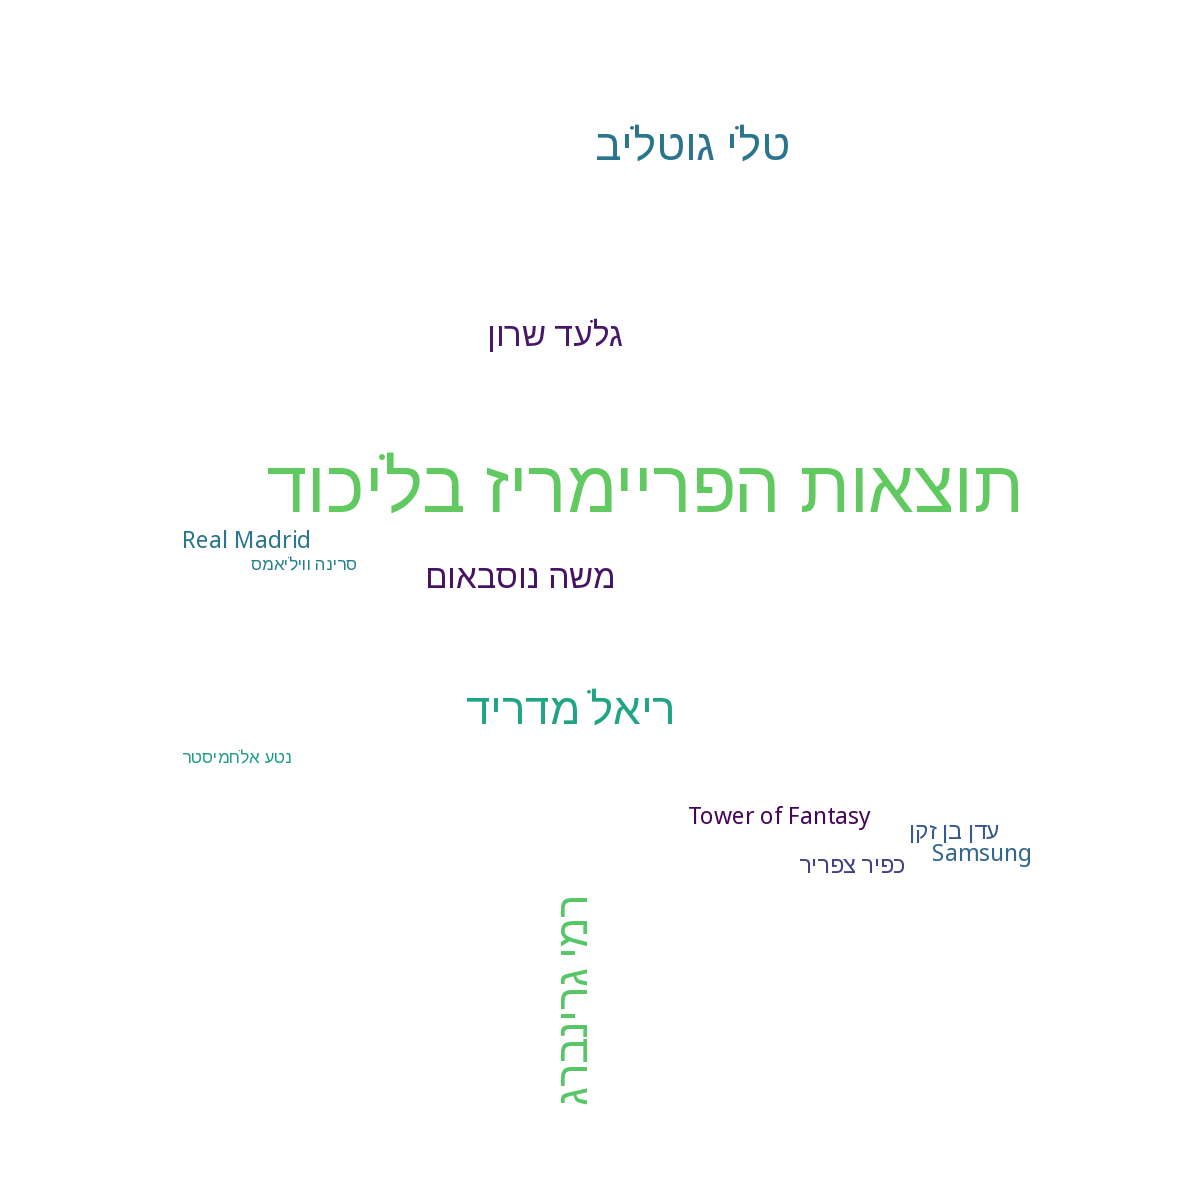 טלי גוטליב
גלעד שרון
תוצאות הפריימריז בליכוד
Real Madrid
סרינה וויליאמס
משה נוסבאום
ריאל מדריד
נטע אלחמיסטר
Tower of Fantasy
עדן בן זקן
Samsung
כפיר צפריר
רמי גרינברג